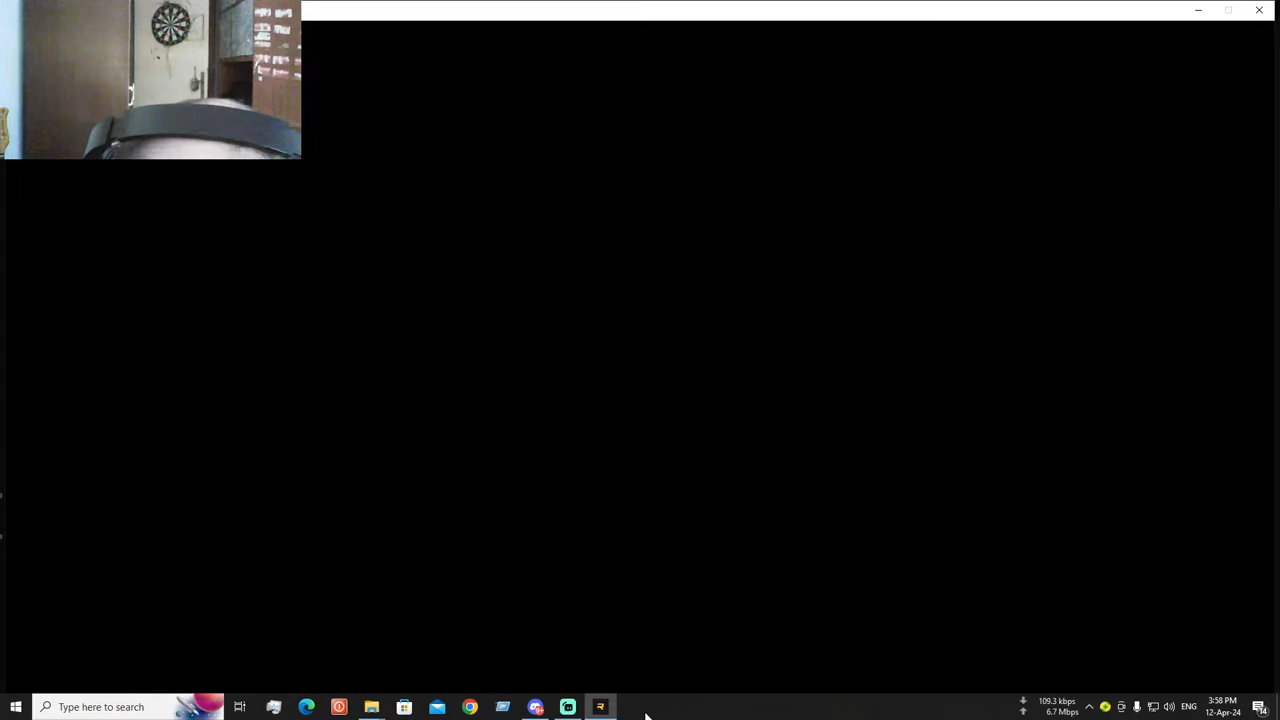 Type here to search
109.3 kbps
6.7 Mbps
ENG
3:58 PM
12-Apr-24